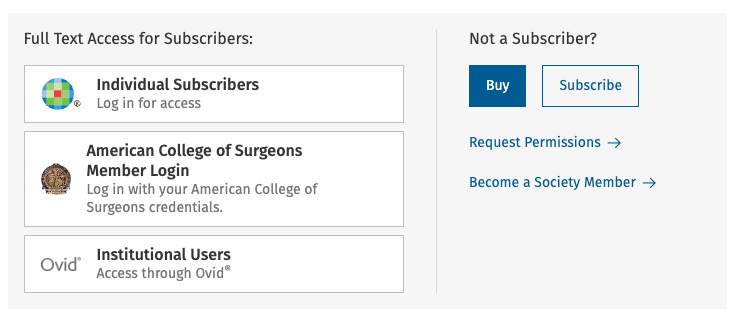 Full Text Access for Subscribers:
Individual Subscribers
Log in for access
American College of Surgeons
Member Login
Log in with your American College of
Surgeons credentials.
Ovid®
Institutional Users
Access through Ovid®
Not a Subscriber?
Buy
Subscribe
Request Permissions →
Become a Society Member →